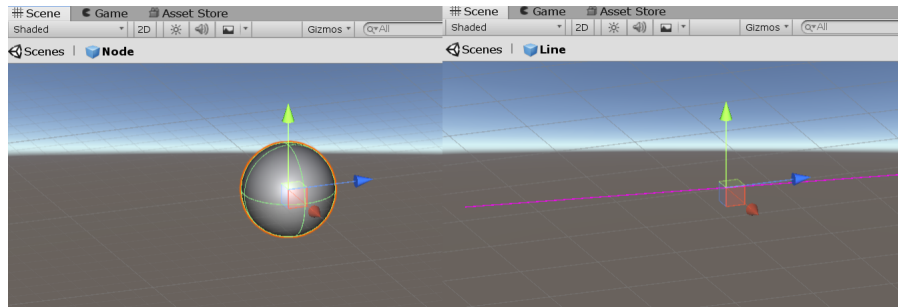 Scene Game Asset Store
Shaded 2D Gizmos All
Scenes | Node
Scene Game Asset Store
Shaded 2D Gizmos All
Scenes | Line